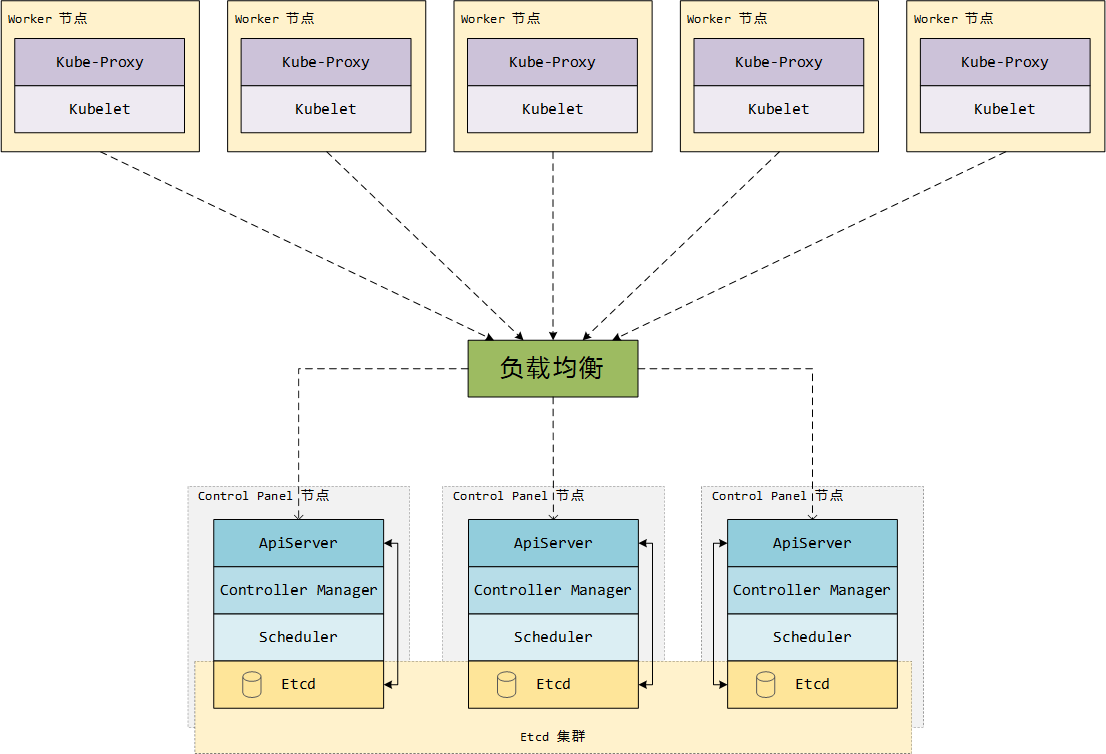 Worker 节点
Worker 节点
Worker 节点
Worker 节点
Worker 节点
Kube-Proxy
Kube-Proxy
Kube-Proxy
Kube-Proxy
Kube-Proxy
Kubelet
Kubelet
Kubelet
Kubelet
Kubelet
负载均衡
Control Panel 节点
Control Panel 节点
Control Panel 节点
ApiServer
ApiServer
ApiServer
Controller Manager
Controller Manager
Controller Manager
Scheduler
Scheduler
Scheduler
Etcd
Etcd
Etcd
Etcd 集群